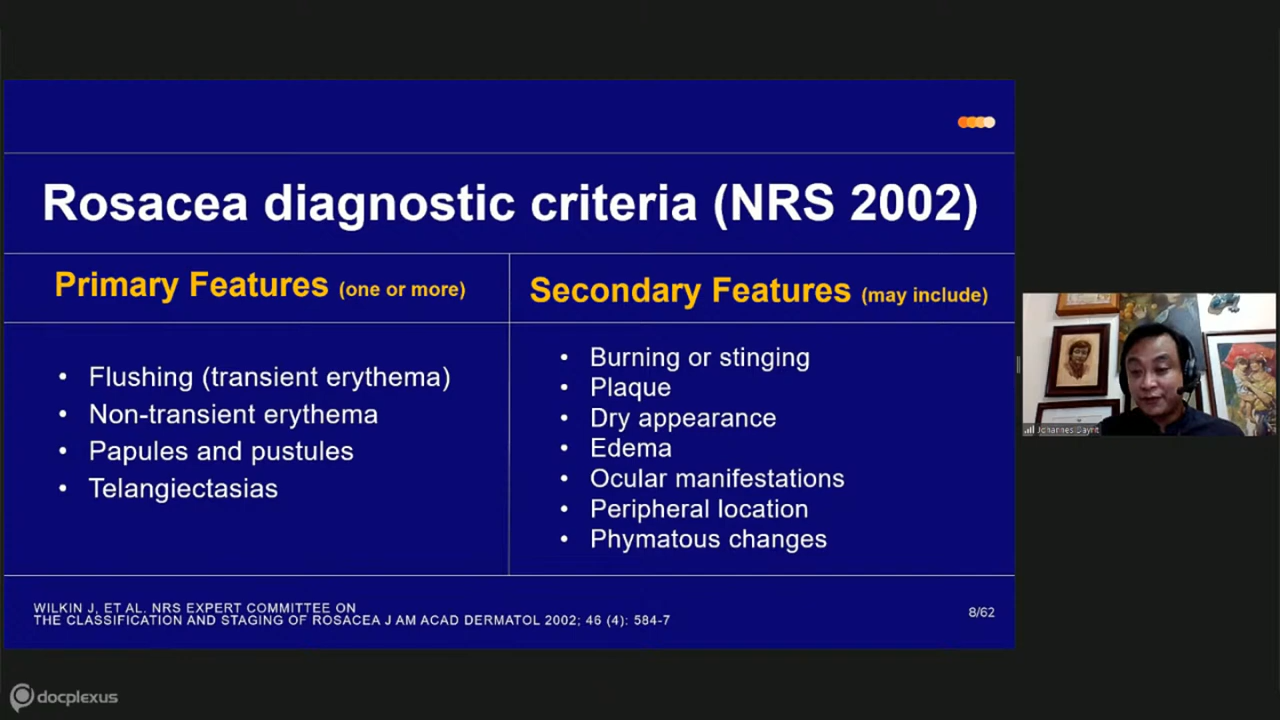 Rosacea diagnostic criteria (NRS 2002)
Primary Features (one or more)
• Flushing (transient erythema)
• Non-transient erythema
• Papules and pustules
• Telangiectasias
Secondary Features (may include)
• Burning or stinging
• Plaque
• Dry appearance
• Edema
• Ocular manifestations
• Peripheral location
• Phymatous changes
WILKIN J, ET AL. NRS EXPERT COMMITTEE ON
THE CLASSIFICATION AND STAGING OF ROSACEA J AM ACAD DERMATOL 2002; 46 (4): 584-7
8/62
Johannes Dayrit
docplexus